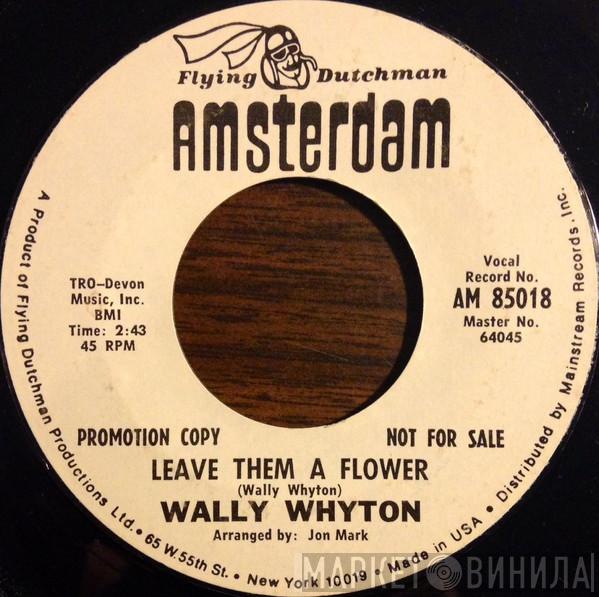 Flying Dutchman
Amsterdam
TRO-Devon
Music, Inc.
BMI
Time: 2:43
45 RPM
Vocal
Record No.
AM 85018
Master No.
64045
PROMOTION COPY
NOT FOR SALE
LEAVE THEM A FLOWER
(Wally Whyton)
WALLY WHYTON
Arranged by: Jon Mark
A Product of Flying Dutchman Productions Ltd. • 65 W. 55th St. • New York 10019 • Made in USA • Distributed by Mainstream Records, Inc.
МАРКЕТ ВИНИЛА